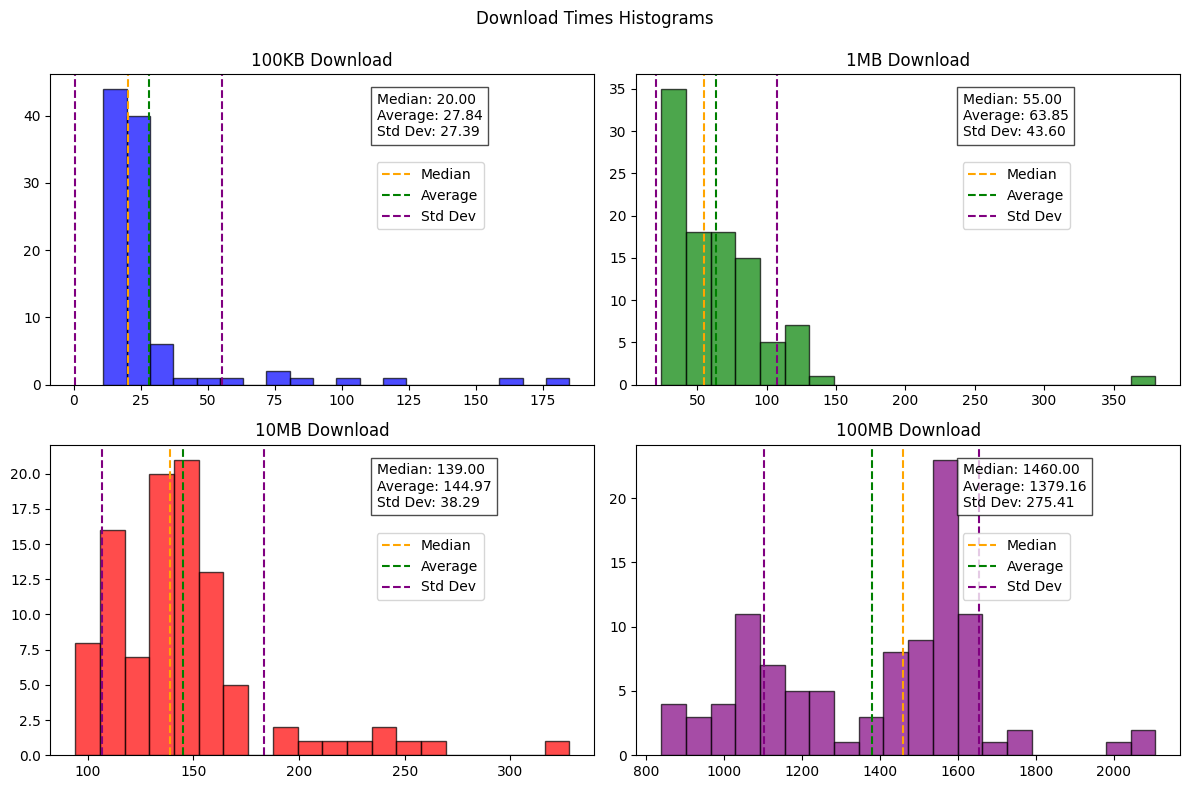 Download Times Histograms
100KB Download
Median: 20.00
Average: 27.84
Std Dev: 27.39
Median
Average
Std Dev
40
30
20
10
0
0 25 50 75 100 125 150 175
1MB Download
Median: 55.00
Average: 63.85
Std Dev: 43.60
Median
Average
Std Dev
35
30
25
20
15
10
5
0
50 100 150 200 250 300 350
10MB Download
Median: 139.00
Average: 144.97
Std Dev: 38.29
Median
Average
Std Dev
20.0
17.5
15.0
12.5
10.0
7.5
5.0
2.5
0.0
100 150 200 250 300
100MB Download
Median: 1460.00
Average: 1379.16
Std Dev: 275.41
Median
Average
Std Dev
20
15
10
5
0
800 1000 1200 1400 1600 1800 2000